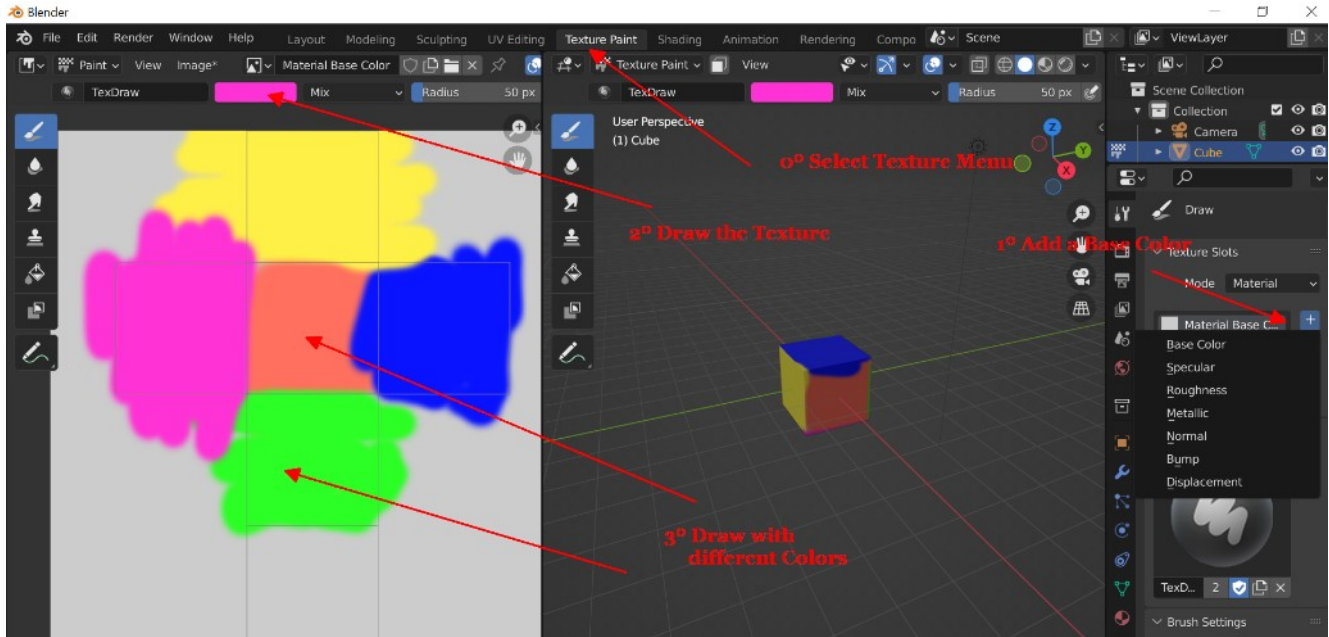 Blender
File Edit Render Window Help Layout Modeling Sculpting UV Editing Texture Paint Shading Animation Rendering Compo Scene ViewLayer
Paint View Image* Material Base Color Texture Paint View
TexDraw Mix Radius 50 px TexDraw Mix Radius 50 px
User Perspective
(1) Cube
Scene Collection
Collection
Camera
Cube
0º Select Texture Menu
2º Draw the Texture
1º Add a Base Color
3º Draw with
different Colors
Draw
Texture Slots
Mode Material
Material Base C...
Base Color
Specular
Roughness
Metallic
Normal
Bump
Displacement
TexD... 2
Brush Settings
Z
Y
X